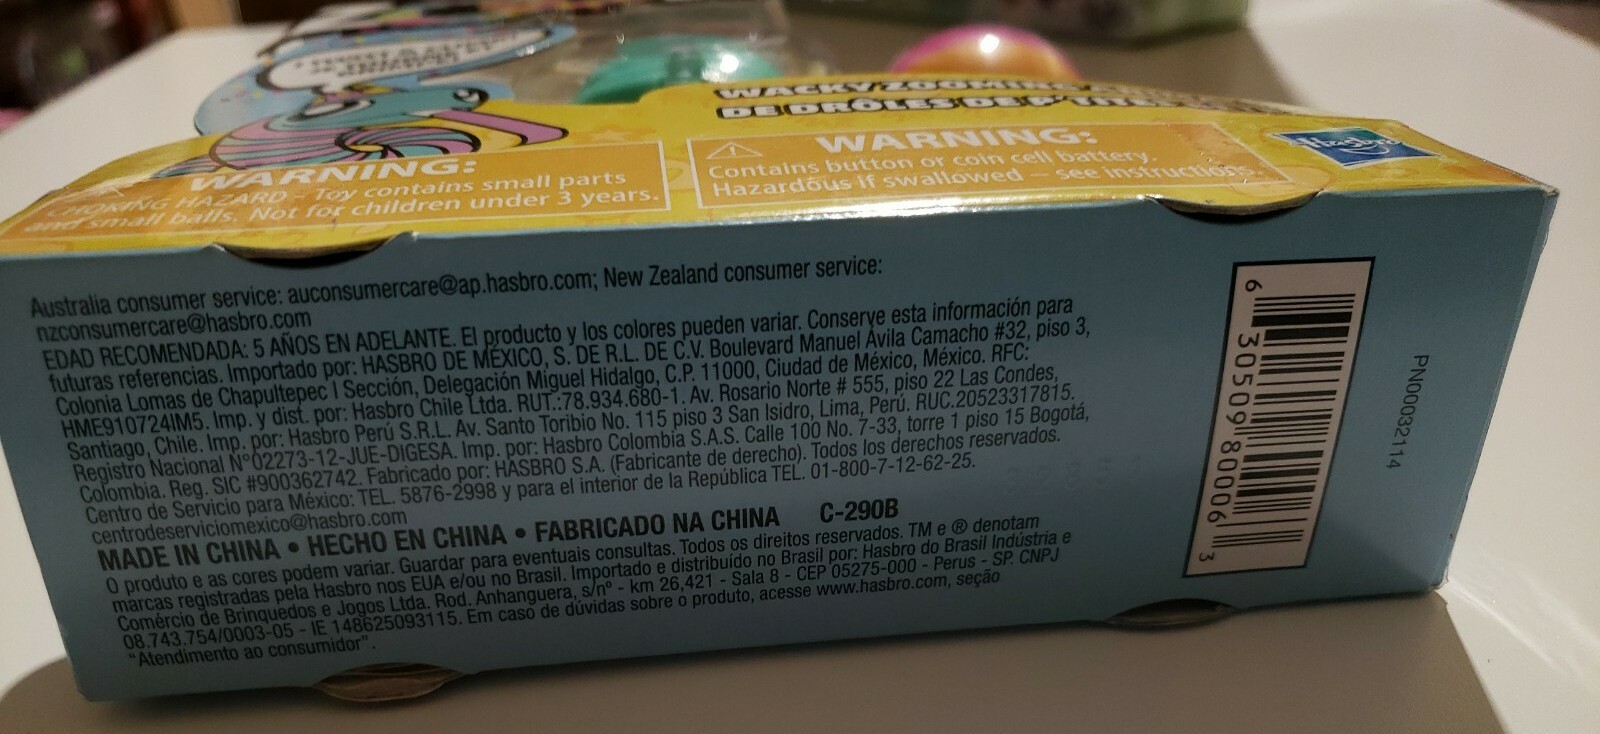 WACKY ZOOMING
DE DRÔLES DE P'TITES
WARNING:
CHOKING HAZARD - Toy contains small parts
and small balls. Not for children under 3 years.
WARNING:
Contains button or coin cell battery.
Hazardous if swallowed — see instructions.
Hasbro
Australia consumer service: auconsumercare@ap.hasbro.com; New Zealand consumer service:
nzconsumercare@hasbro.com
EDAD RECOMENDADA: 5 AÑOS EN ADELANTE. El producto y los colores pueden variar. Conserve esta información para
futuras referencias. Importado por: HASBRO DE MÉXICO, S. DE R.L. DE C.V. Boulevard Manuel Ávila Camacho #32, piso 3,
Colonia Lomas de Chapultepec I Sección, Delegación Miguel Hidalgo, C.P. 11000, Ciudad de México, México. RFC:
HME910724IM5. Imp. y dist. por: Hasbro Chile Ltda. RUT.:78.934.680-1. Av. Rosario Norte # 555, piso 22 Las Condes,
Santiago, Chile. Imp. por: Hasbro Perú S.R.L. Av. Santo Toribio No. 115 piso 3 San Isidro, Lima, Perú. RUC.20523317815.
Registro Nacional N°02273-12-JUE-DIGESA. Imp. por: Hasbro Colombia S.A.S. Calle 100 No. 7-33, torre 1 piso 15 Bogotá,
Colombia. Reg. SIC #900362742. Fabricado por: HASBRO S.A. (Fabricante de derecho). Todos los derechos reservados.
Centro de Servicio para México: TEL. 5876-2998 y para el interior de la República TEL. 01-800-7-12-62-25.
centrodeserviciomexico@hasbro.com
MADE IN CHINA • HECHO EN CHINA • FABRICADO NA CHINA C-290B
O produto e as cores podem variar. Guardar para eventuais consultas. Todos os direitos reservados. TM e ® denotam
marcas registradas pela Hasbro nos EUA e/ou no Brasil. Importado e distribuído no Brasil por: Hasbro do Brasil Indústria e
Comércio de Brinquedos e Jogos Ltda. Rod. Anhanguera, s/nº - km 26,421 - Sala 8 - CEP 05275-000 - Perus - SP. CNPJ
08.743.754/0003-05 - IE 148625093115. Em caso de dúvidas sobre o produto, acesse www.hasbro.com, seção
"Atendimento ao consumidor".
6 30509 80006 3
PN00032114